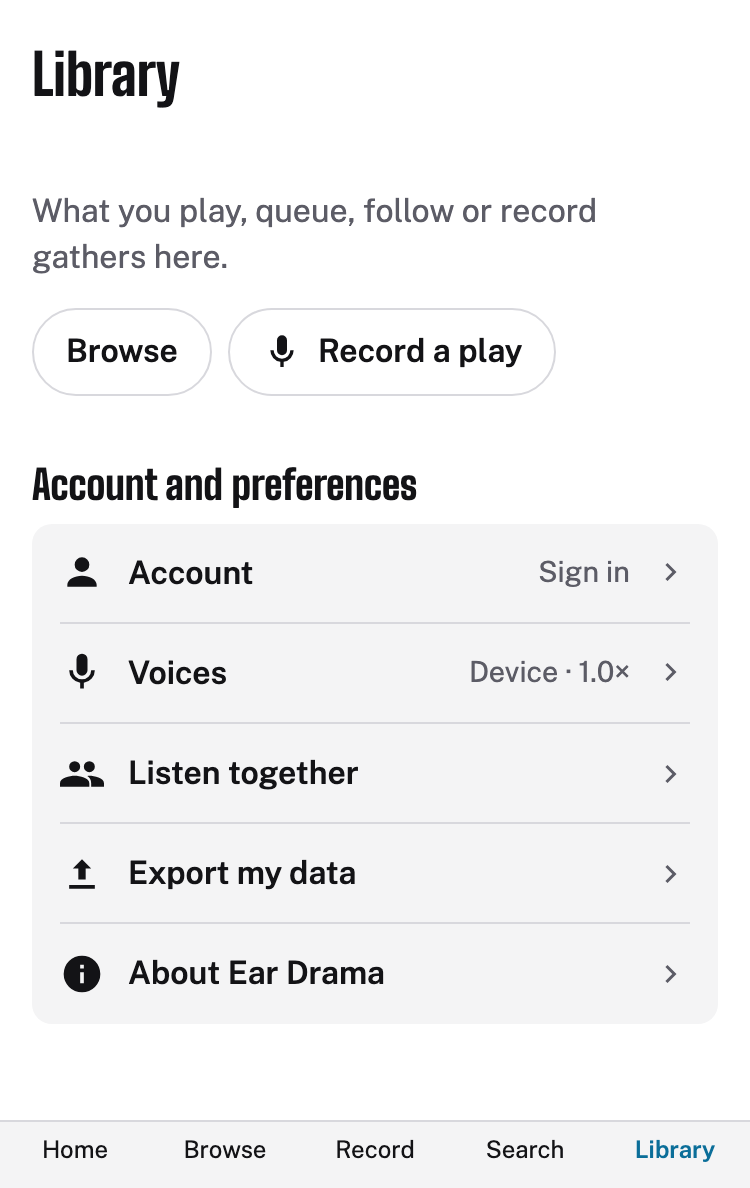 Library
What you play, queue, follow or record
gathers here.
Browse
Record a play
Account and preferences
Account Sign in
Voices Device · 1.0×
Listen together
Export my data
About Ear Drama
Home Browse Record Search Library